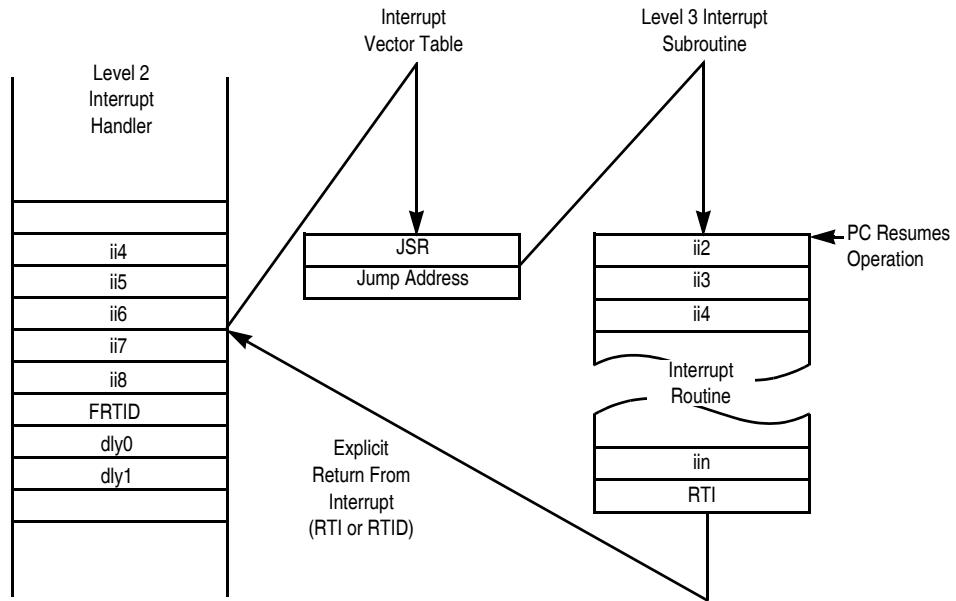 Interrupt
Vector Table
Level 3 Interrupt
Subroutine
Level 2
Interrupt
Handler
ii4
ii5
ii6
ii7
ii8
FRTID
dly0
dly1
JSR
Jump Address
ii2
ii3
ii4
Interrupt
Routine
iin
RTI
PC Resumes
Operation
Explicit
Return From
Interrupt
(RTI or RTID)